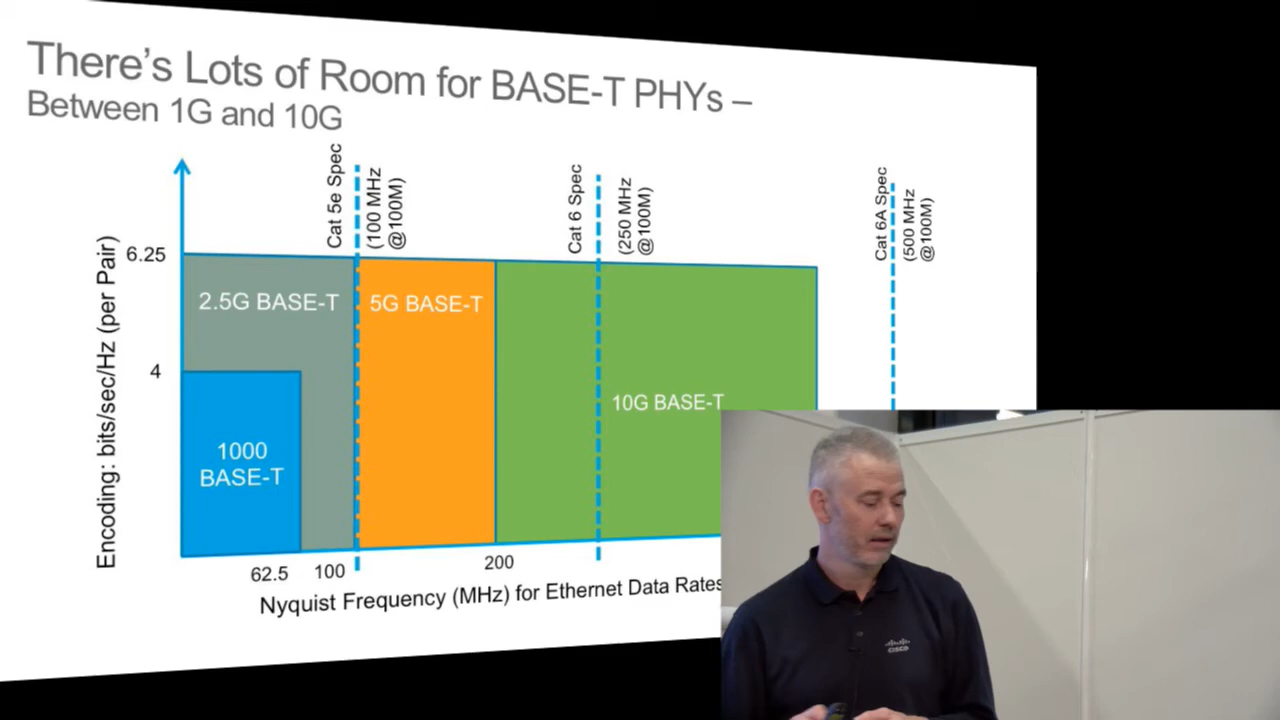 There's Lots of Room for BASE-T PHYs –
Between 1G and 10G
Cat 5e Spec
(100 MHz
@100M)
Cat 6 Spec
(250 MHz
@100M)
Cat 6A Spec
(500 MHz
@100M)
Encoding: bits/sec/Hz (per Pair)
6.25
4
2.5G BASE-T
5G BASE-T
10G BASE-T
1000
BASE-T
62.5
100
200
Nyquist Frequency (MHz) for Ethernet Data Rates
CISCO